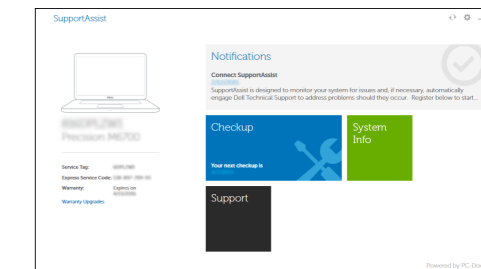 SupportAssist
Notifications
Connect SupportAssist
SupportAssist is designed to monitor your system for issues and, if necessary, automatically
engage Dell Technical Support to address problems should they occur. Register below to start...
Precision M6700
Checkup
System
Info
Service Tag:
Express Service Code:
Warranty: Expires on
Warranty Upgrades
Your next checkup is
Support
Powered by PC-Doc